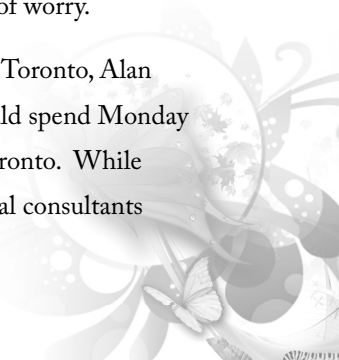 of worry.
Toronto, Alan
ld spend Monday
ronto. While
al consultants